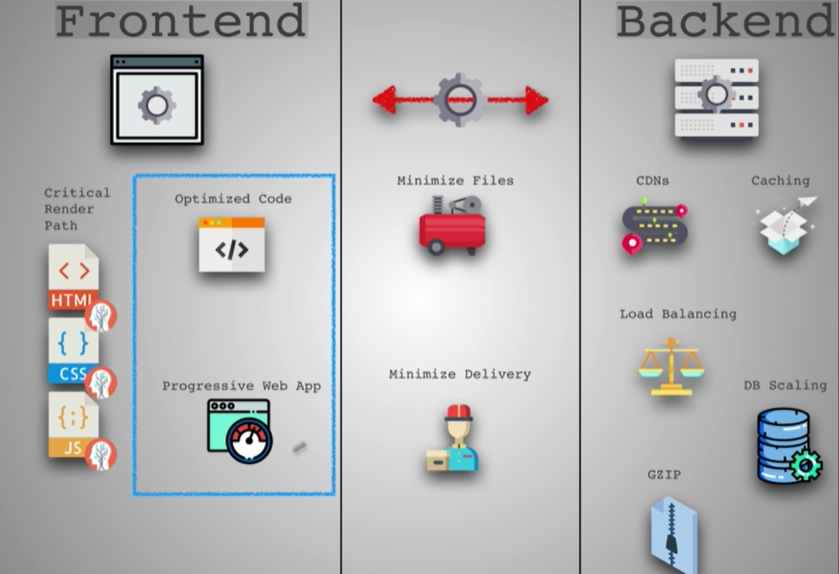 Frontend
Backend
Critical
Render
Path
Optimized Code
</>
< >
HTML
{ }
CSS
{;}
JS
Progressive Web App
Minimize Files
Minimize Delivery
CDNs
Caching
Load Balancing
DB Scaling
GZIP